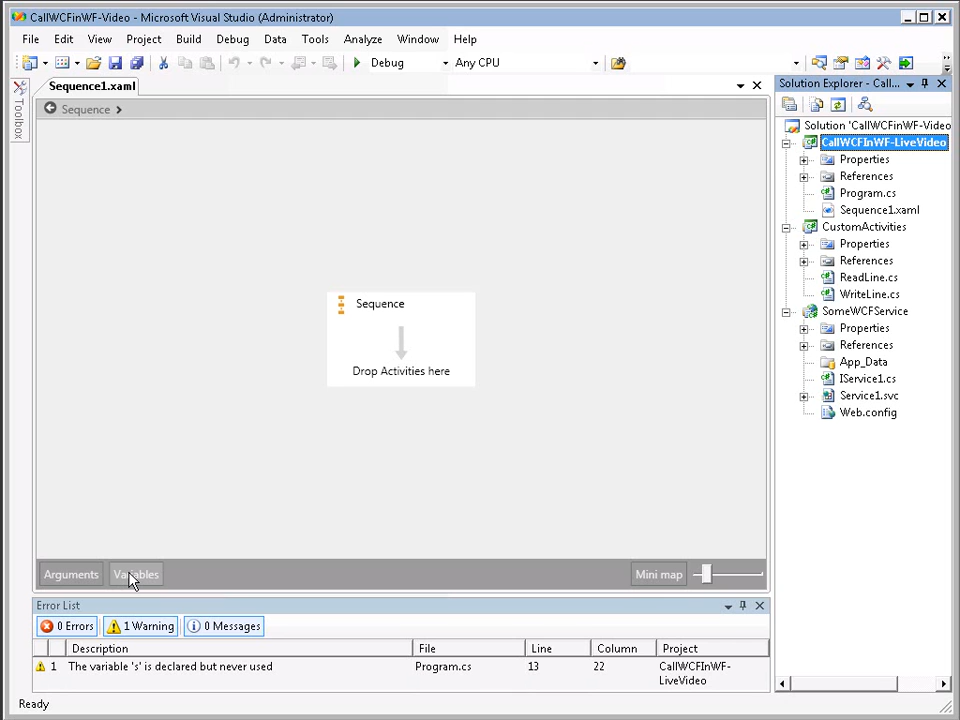 CallWCFinWF-Video - Microsoft Visual Studio (Administrator)
File Edit View Project Build Debug Data Tools Analyze Window Help
Debug Any CPU
Toolbox
Sequence1.xaml
Sequence
Sequence
Drop Activities here
Arguments Variables Mini map
Solution Explorer - Call...
Solution 'CallWCFinWF-Video
CallWCFInWF-LiveVideo
Properties
References
Program.cs
Sequence1.xaml
CustomActivities
Properties
References
ReadLine.cs
WriteLine.cs
SomeWCFService
Properties
References
App_Data
IService1.cs
Service1.svc
Web.config
Error List
0 Errors 1 Warning 0 Messages
Description File Line Column Project
1 The variable 's' is declared but never used Program.cs 13 22 CallWCFInWF-
LiveVideo
Ready